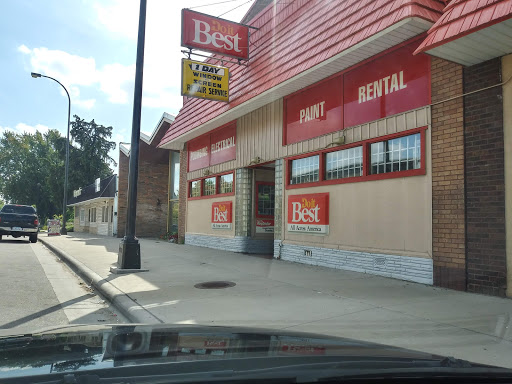 Do it
Best
1 DAY
WINDOW
SCREEN
REPAIR SERVICE
PAINT RENTAL
ELECTRICAL
Do it
Best
Do it
Best
All Across America